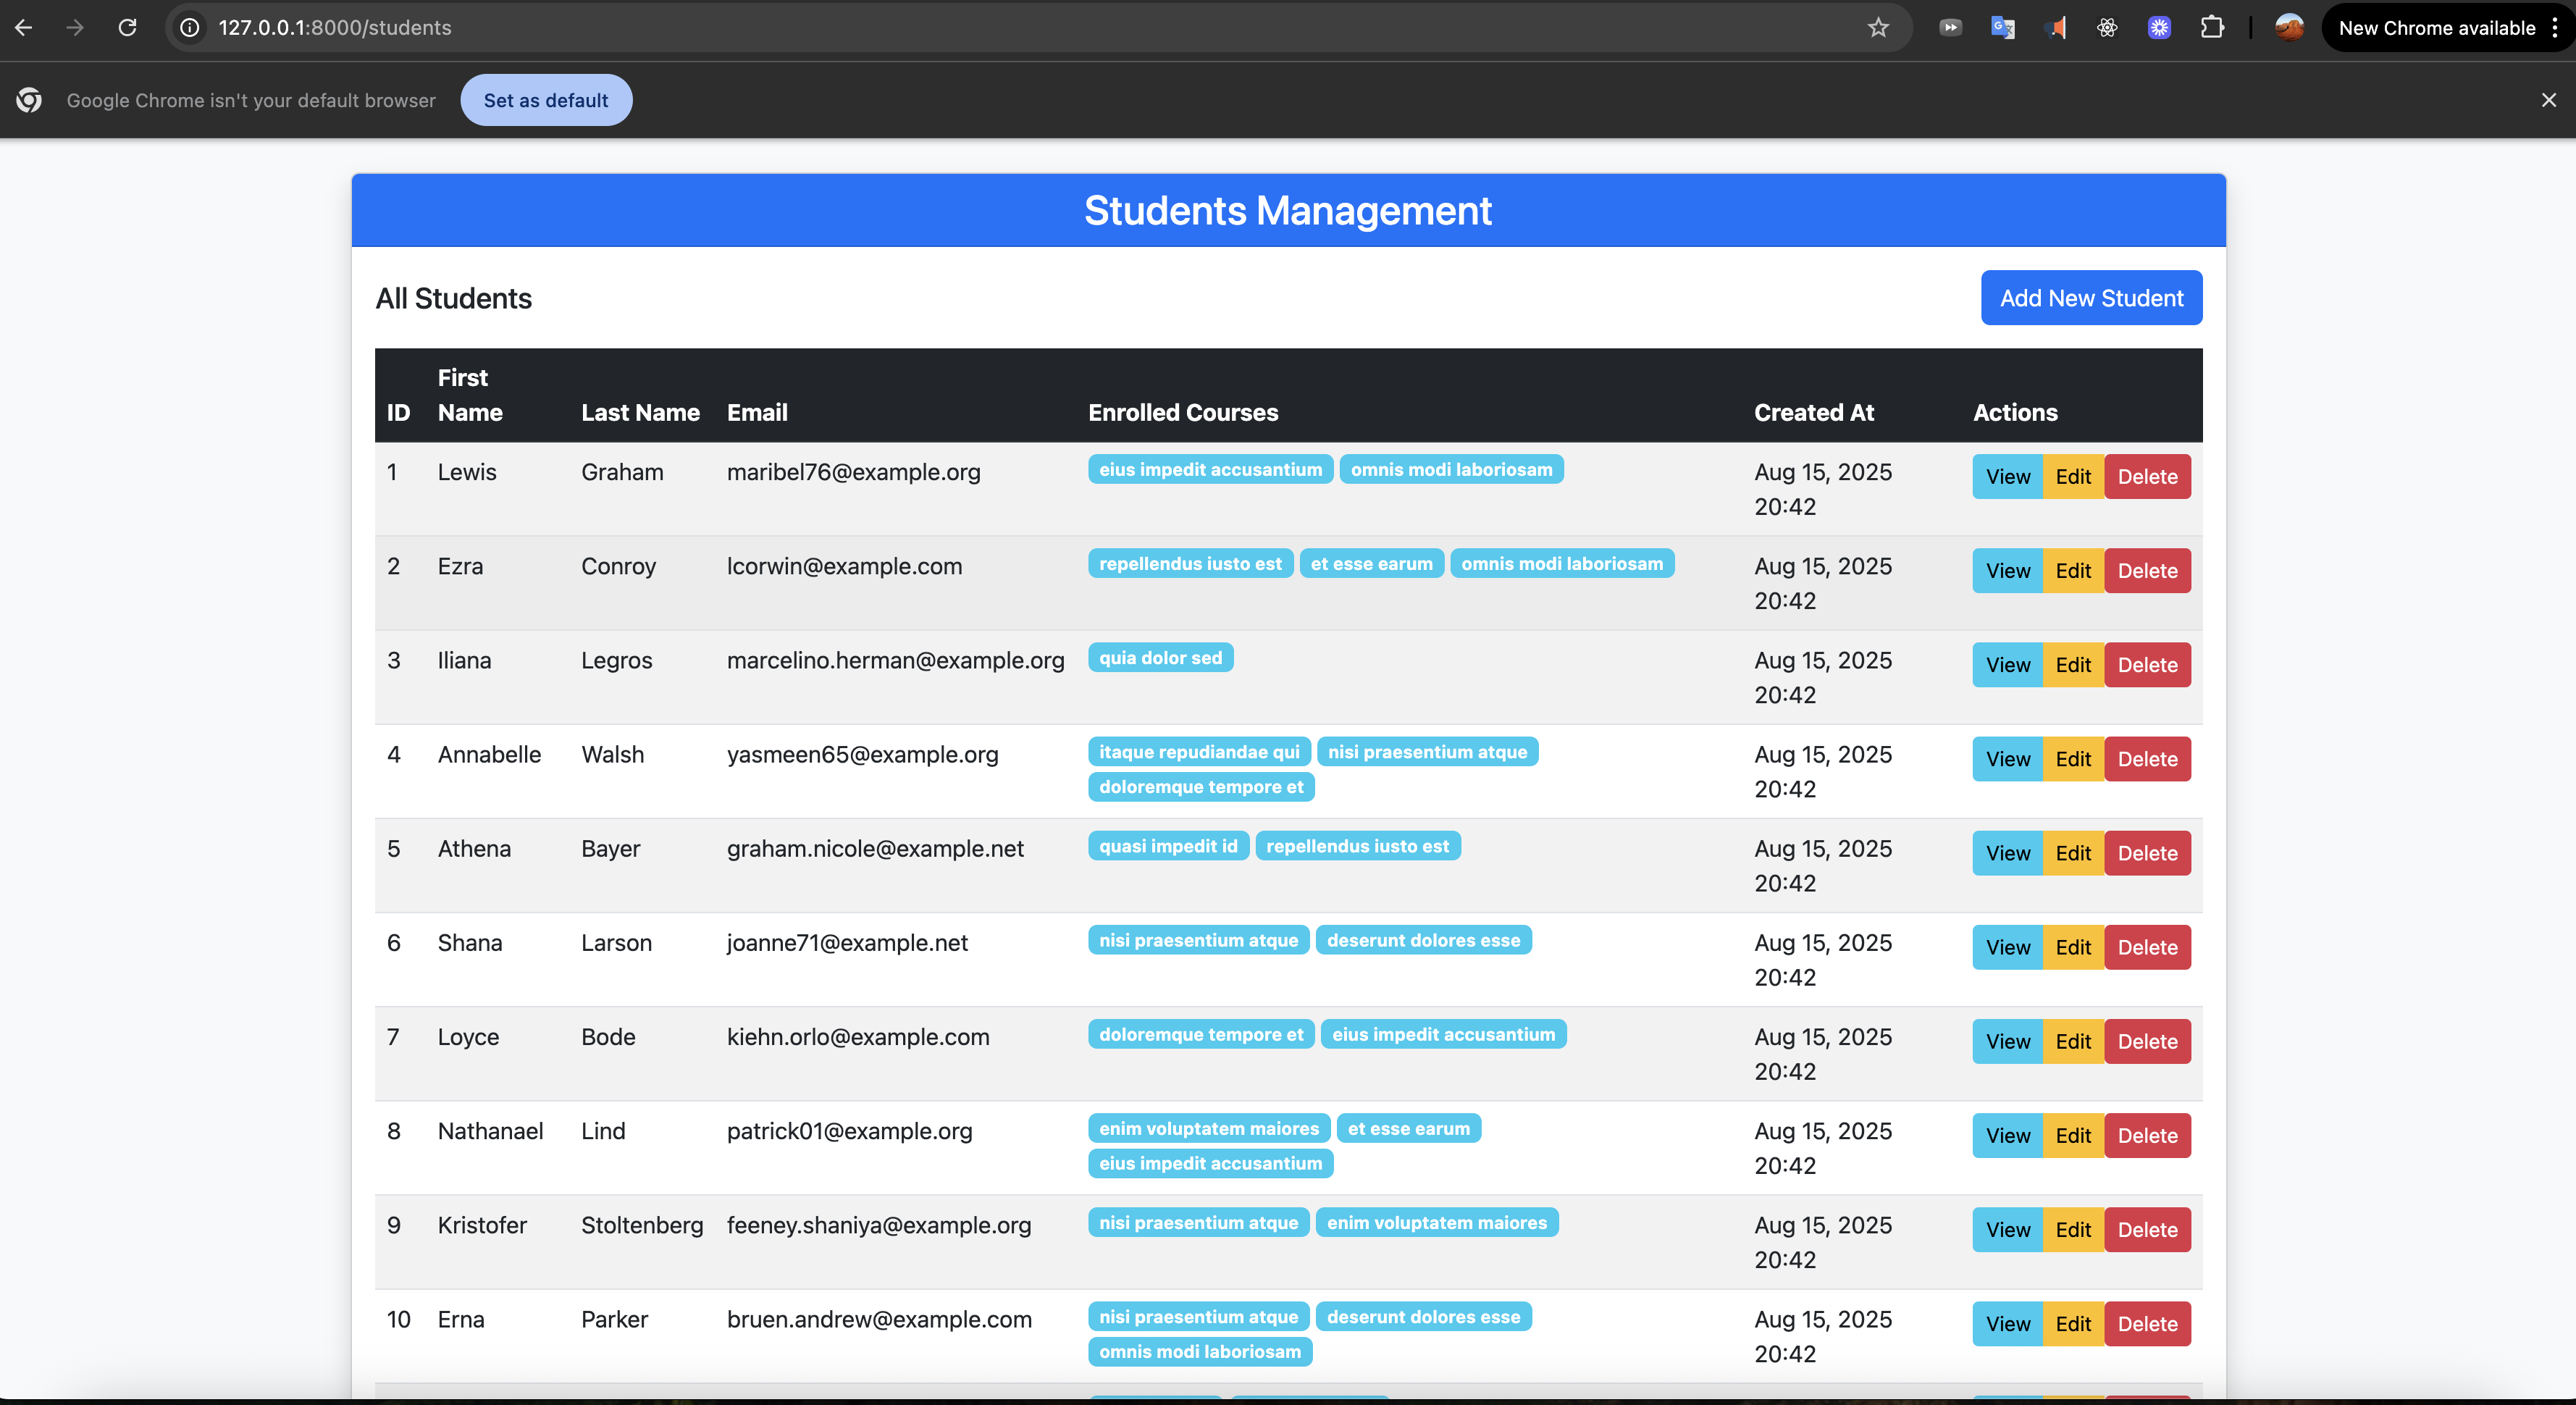 127.0.0.1:8000/students
New Chrome available
Google Chrome isn't your default browser
Set as default
Students Management
All Students
Add New Student
ID First Name Last Name Email Enrolled Courses Created At Actions
1 Lewis Graham maribel76@example.org eius impedit accusantium omnis modi laboriosam Aug 15, 2025 20:42 View Edit Delete
2 Ezra Conroy lcorwin@example.com repellendus iusto est et esse earum omnis modi laboriosam Aug 15, 2025 20:42 View Edit Delete
3 Iliana Legros marcelino.herman@example.org quia dolor sed Aug 15, 2025 20:42 View Edit Delete
4 Annabelle Walsh yasmeen65@example.org itaque repudiandae qui nisi praesentium atque doloremque tempore et Aug 15, 2025 20:42 View Edit Delete
5 Athena Bayer graham.nicole@example.net quasi impedit id repellendus iusto est Aug 15, 2025 20:42 View Edit Delete
6 Shana Larson joanne71@example.net nisi praesentium atque deserunt dolores esse Aug 15, 2025 20:42 View Edit Delete
7 Loyce Bode kiehn.orlo@example.com doloremque tempore et eius impedit accusantium Aug 15, 2025 20:42 View Edit Delete
8 Nathanael Lind patrick01@example.org enim voluptatem maiores et esse earum eius impedit accusantium Aug 15, 2025 20:42 View Edit Delete
9 Kristofer Stoltenberg feeney.shaniya@example.org nisi praesentium atque enim voluptatem maiores Aug 15, 2025 20:42 View Edit Delete
10 Erna Parker bruen.andrew@example.com nisi praesentium atque deserunt dolores esse omnis modi laboriosam Aug 15, 2025 20:42 View Edit Delete